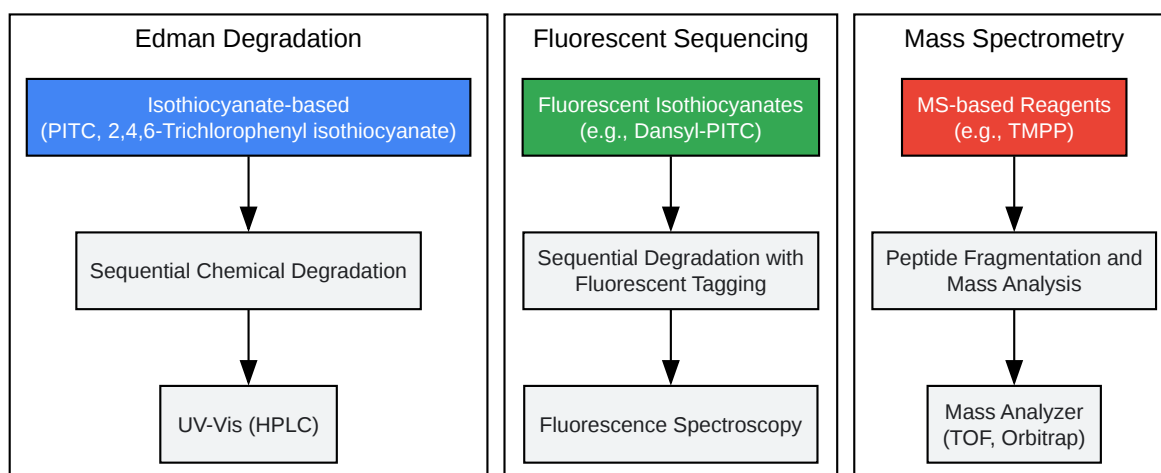 Edman Degradation
Isothiocyanate-based
(PITC, 2,4,6-Trichlorophenyl isothiocyanate)
Sequential Chemical Degradation
UV-Vis (HPLC)
Fluorescent Sequencing
Fluorescent Isothiocyanates
(e.g., Dansyl-PITC)
Sequential Degradation with
Fluorescent Tagging
Fluorescence Spectroscopy
Mass Spectrometry
MS-based Reagents
(e.g., TMPP)
Peptide Fragmentation and
Mass Analysis
Mass Analyzer
(TOF, Orbitrap)